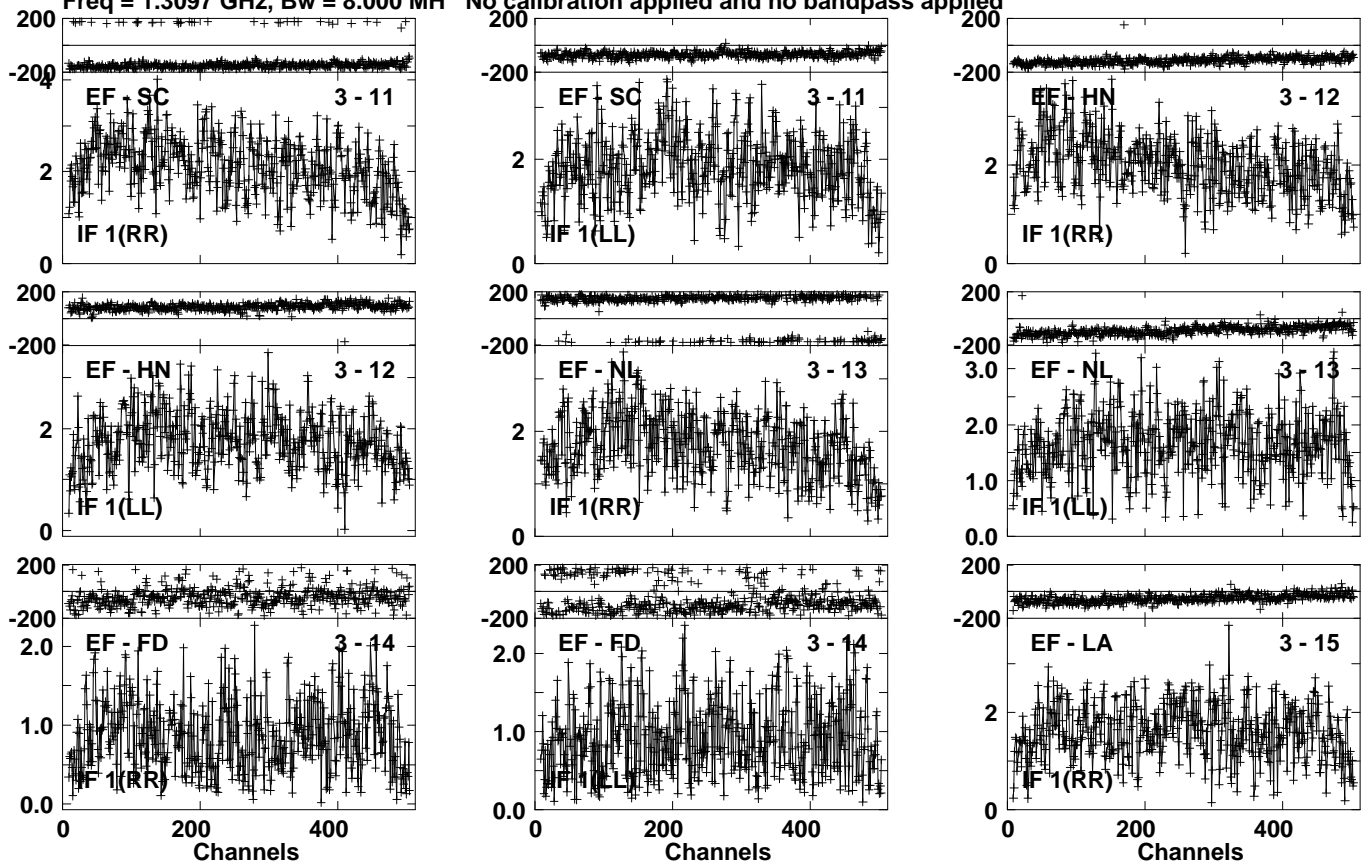 Freq = 1.3097 GHz, Bw = 8.000 MH No calibration applied and no bandpass applied
200
-200
4
2
0
EF - SC 3 - 11
IF 1(RR)
200
-200
2
0
EF - SC 3 - 11
IF 1(LL)
200
-200
2
0
EF - HN 3 - 12
IF 1(RR)
200
-200
2
0
EF - HN 3 - 12
IF 1(LL)
200
-200
2
0
EF - NL 3 - 13
IF 1(RR)
200
-200
3.0
2.0
1.0
0.0
EF - NL 3 - 13
IF 1(LL)
200
-200
2.0
1.0
0.0
EF - FD 3 - 14
IF 1(RR)
0 200 400
Channels
200
-200
2.0
1.0
0.0
EF - FD 3 - 14
IF 1(LL)
0 200 400
Channels
200
-200
2
0
EF - LA 3 - 15
IF 1(RR)
0 200 400
Channels